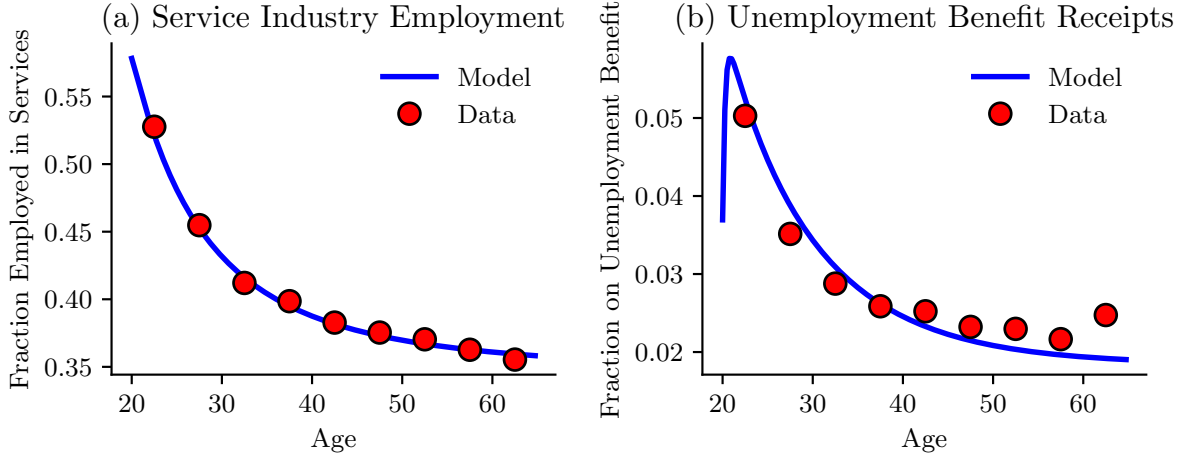 (a) Service Industry Employment
Fraction Employed in Services
0.55
0.50
0.45
0.40
0.35
Model
Data
20 30 40 50 60
Age
(b) Unemployment Benefit Receipts
Fraction on Unemployment Benefit
0.05
0.04
0.03
0.02
Model
Data
20 30 40 50 60
Age